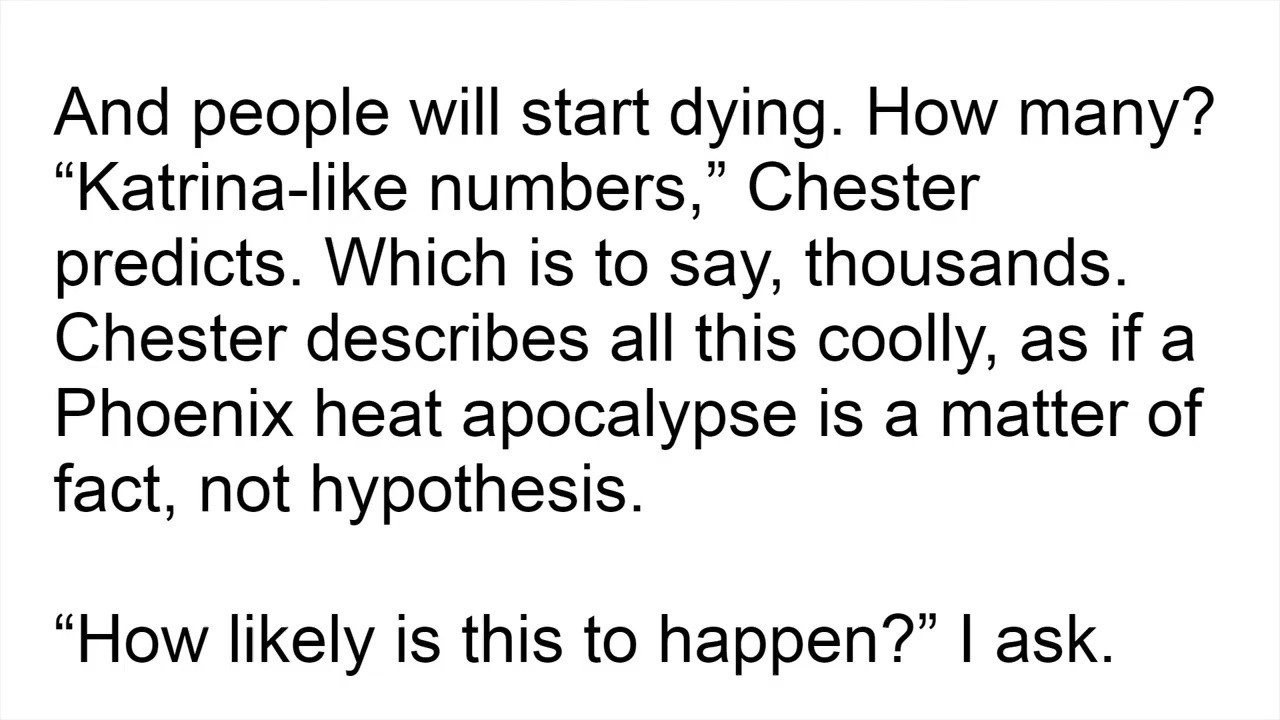 And people will start dying. How many?
“Katrina-like numbers,” Chester
predicts. Which is to say, thousands.
Chester describes all this coolly, as if a
Phoenix heat apocalypse is a matter of
fact, not hypothesis.
“How likely is this to happen?” I ask.